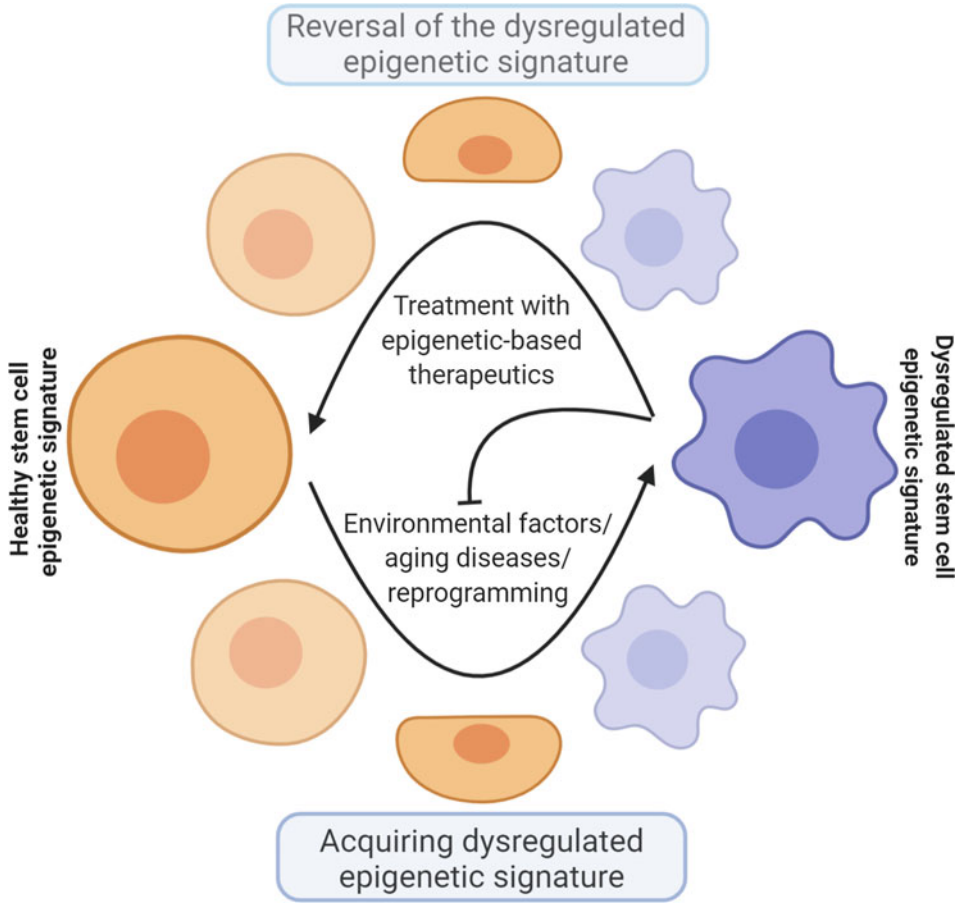 Reversal of the dysregulated
epigenetic signature
Treatment with
epigenetic-based
therapeutics
Healthy stem cell
epigenetic signature
Dysregulated stem cell
epigenetic signature
Environmental factors/
aging diseases/
reprogramming
Acquiring dysregulated
epigenetic signature